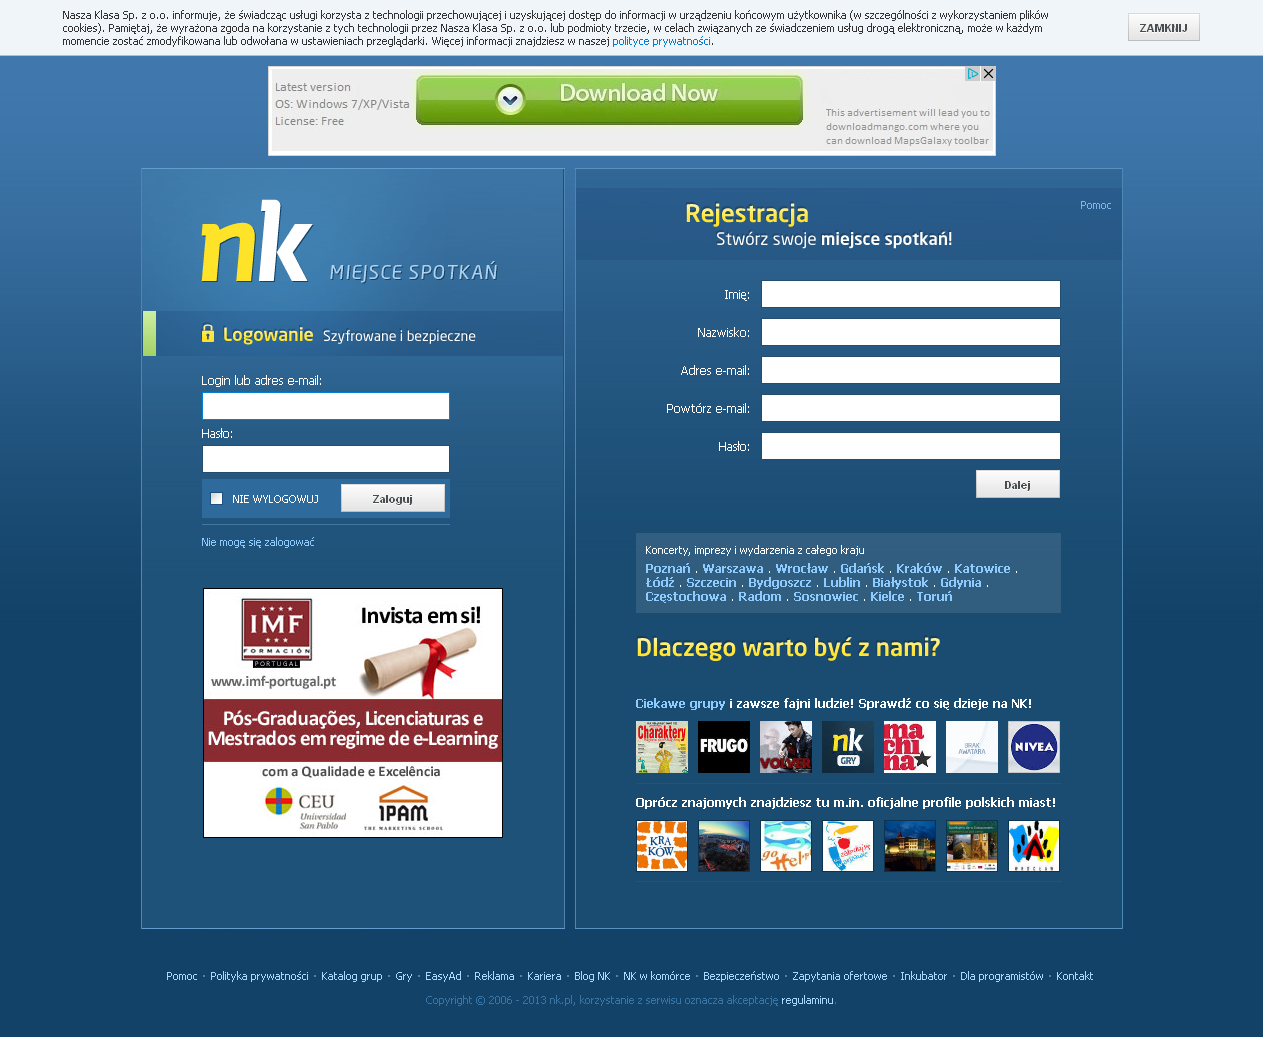 Nasza Klasa Sp. z o.o. informuje, że świadcząc usługi korzysta z technologii przechowującej i uzyskującej dostęp do informacji w urządzeniu końcowym użytkownika (w szczególności z wykorzystaniem plików
cookies). Pamiętaj, że wyrażona zgoda na korzystanie z tych technologii przez Nasza Klasa Sp. z o.o. lub podmioty trzecie, w celach związanych ze świadczeniem usług drogą elektroniczną, może w każdym
momencie zostać zmodyfikowana lub odwołana w ustawieniach przeglądarki. Więcej informacji znajdziesz w naszej polityce prywatności.
ZAMKNIJ
Latest version
OS: Windows 7/XP/Vista
License: Free
Download Now
This advertisement will lead you to
downloadmango.com where you
can download MapsGalaxy toolbar
nk MIEJSCE SPOTKAŃ
Logowanie Szyfrowane i bezpieczne
Login lub adres e-mail:
Hasło:
NIE WYLOGOWUJ
Zaloguj
Nie mogę się zalogować
IMF
FORMACIÓN
PORTUGAL
www.imf-portugal.pt
Invista em si!
Pós-Graduações, Licenciaturas e
Mestrados em regime de e-Learning
com a Qualidade e Excelência
CEU
Universidad
San Pablo
IPAM
THE MARKETING SCHOOL
Rejestracja
Stwórz swoje miejsce spotkań!
Pomoc
Imię:
Nazwisko:
Adres e-mail:
Powtórz e-mail:
Hasło:
Dalej
Koncerty, imprezy i wydarzenia z całego kraju
Poznań . Warszawa . Wrocław . Gdańsk . Kraków . Katowice .
Łódź . Szczecin . Bydgoszcz . Lublin . Białystok . Gdynia .
Częstochowa . Radom . Sosnowiec . Kielce . Toruń
Dlaczego warto być z nami?
Ciekawe grupy i zawsze fajni ludzie! Sprawdź co się dzieje na NK!
Charaktery
FRUGO
VOLVER
nk
GRY
machina
BRAK
AWATARA
NIVEA
Oprócz znajomych znajdziesz tu m.in. oficjalne profile polskich miast!
KRA
KÓW
goHel.pl
WROCŁAW
Pomoc · Polityka prywatności · Katalog grup · Gry · EasyAd · Reklama · Kariera · Blog NK · NK w komórce · Bezpieczeństwo · Zapytania ofertowe · Inkubator · Dla programistów · Kontakt
Copyright © 2006 - 2013 nk.pl, korzystanie z serwisu oznacza akceptację regulaminu.